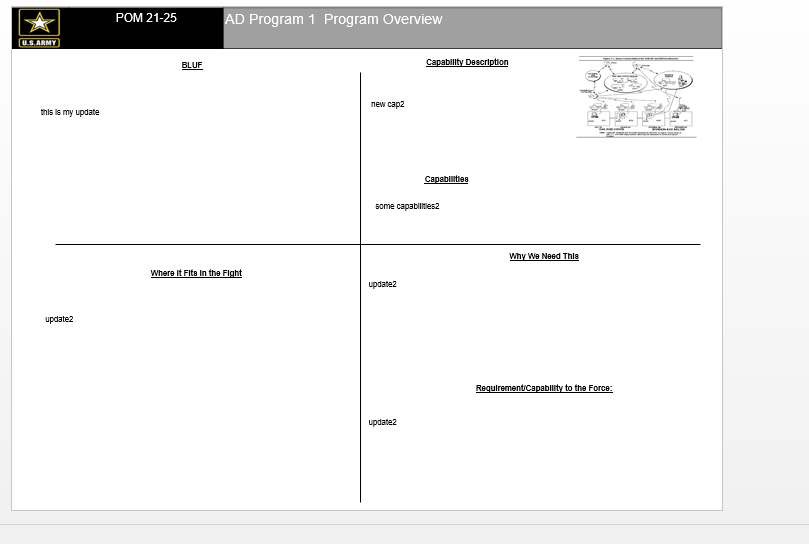 POM 21-25
AD Program 1 Program Overview
U.S.ARMY
BLUF
this is my update
Capability Description
new cap2
Capabilities
some capabilities2
Where it Fits in the Fight
update2
Why We Need This
update2
Requirement/Capability to the Force:
update2